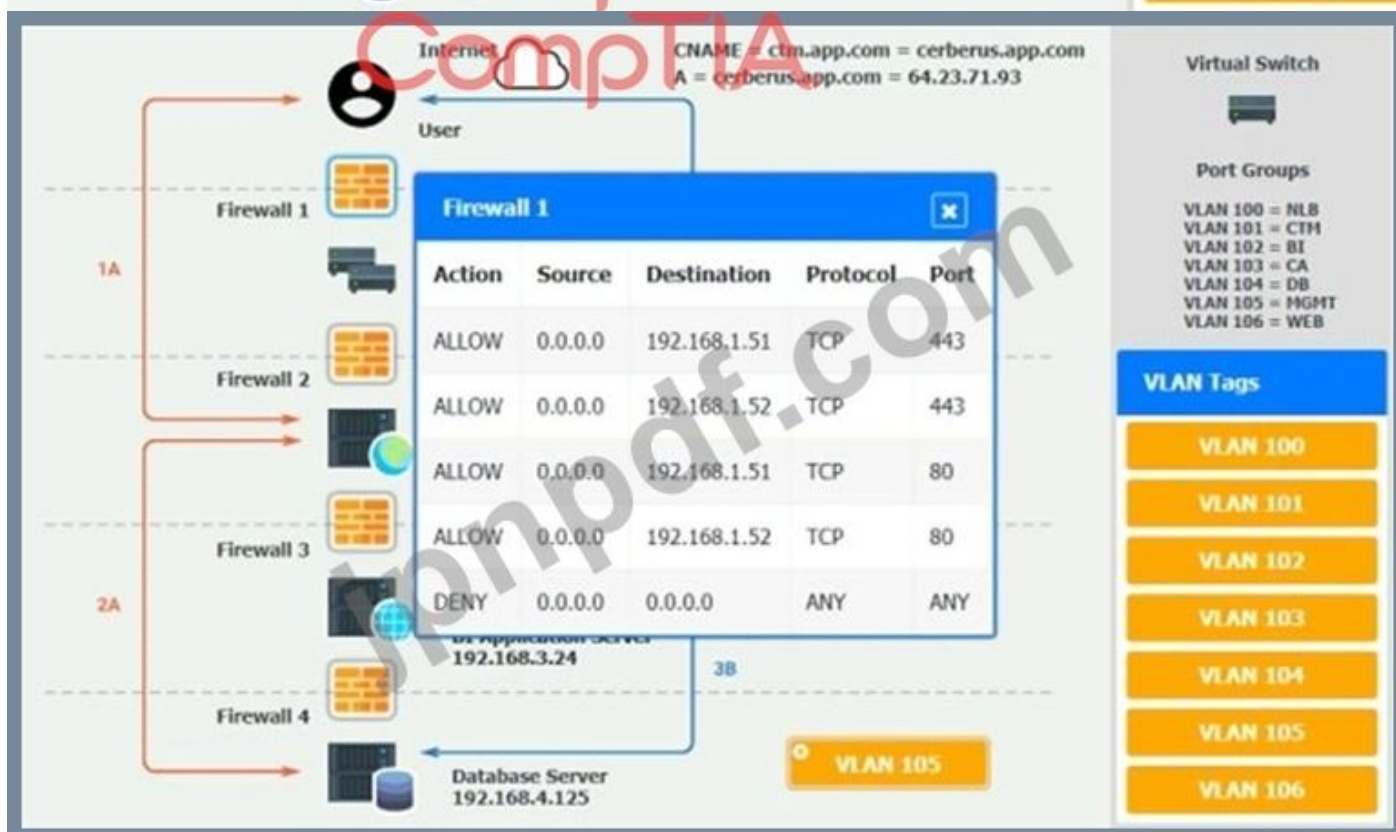 CompTIA
Internet
CNAME = ctm.app.com = cerberus.app.com
A = cerberus.app.com = 64.23.71.93
User
Firewall 1
1A
Firewall 2
Firewall 3
2A
Firewall 4
Firewall 1
Action Source Destination Protocol Port
ALLOW 0.0.0.0 192.168.1.51 TCP 443
ALLOW 0.0.0.0 192.168.1.52 TCP 443
ALLOW 0.0.0.0 192.168.1.51 TCP 80
ALLOW 0.0.0.0 192.168.1.52 TCP 80
DENY 0.0.0.0 0.0.0.0 ANY ANY
BI Application Server
192.168.3.24
3B
Database Server
192.168.4.125
VLAN 105
Virtual Switch
Port Groups
VLAN 100 = NLB
VLAN 101 = CTM
VLAN 102 = BI
VLAN 103 = CA
VLAN 104 = DB
VLAN 105 = MGMT
VLAN 106 = WEB
VLAN Tags
VLAN 100
VLAN 101
VLAN 102
VLAN 103
VLAN 104
VLAN 105
VLAN 106
jpnpdf.com